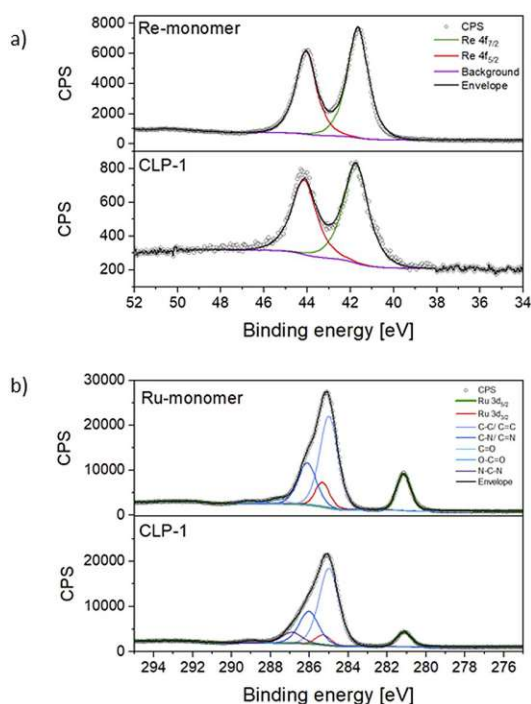 a)
Re-monomer
CPS
Re 4f7/2
Re 4f5/2
Background
Envelope
8000
6000
4000
2000
0
CPS
CLP-1
800
600
400
200
CPS
52 50 48 46 44 42 40 38 36 34
Binding energy [eV]
b)
Ru-monomer
CPS
Ru 3d5/2
Ru 3d3/2
C-C/ C=C
C-N/ C=N
C=O
O-C=O
N-C-N
Envelope
30000
20000
10000
0
CPS
CLP-1
30000
20000
10000
0
CPS
294 292 290 288 286 284 282 280 278 276
Binding energy [eV]